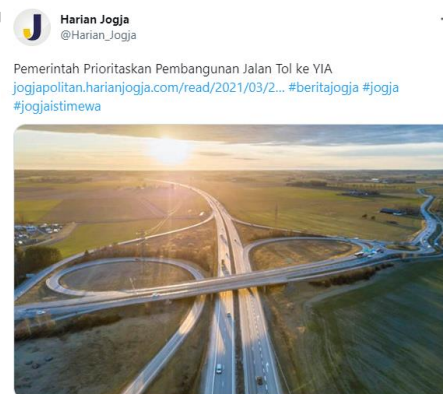 Harian Jogja
@Harian_Jogja
Pemerintah Prioritaskan Pembangunan Jalan Tol ke YIA
jogjapolitan.harianjogja.com/read/2021/03/2... #beritajogja #jogja
#jogjaistimewa